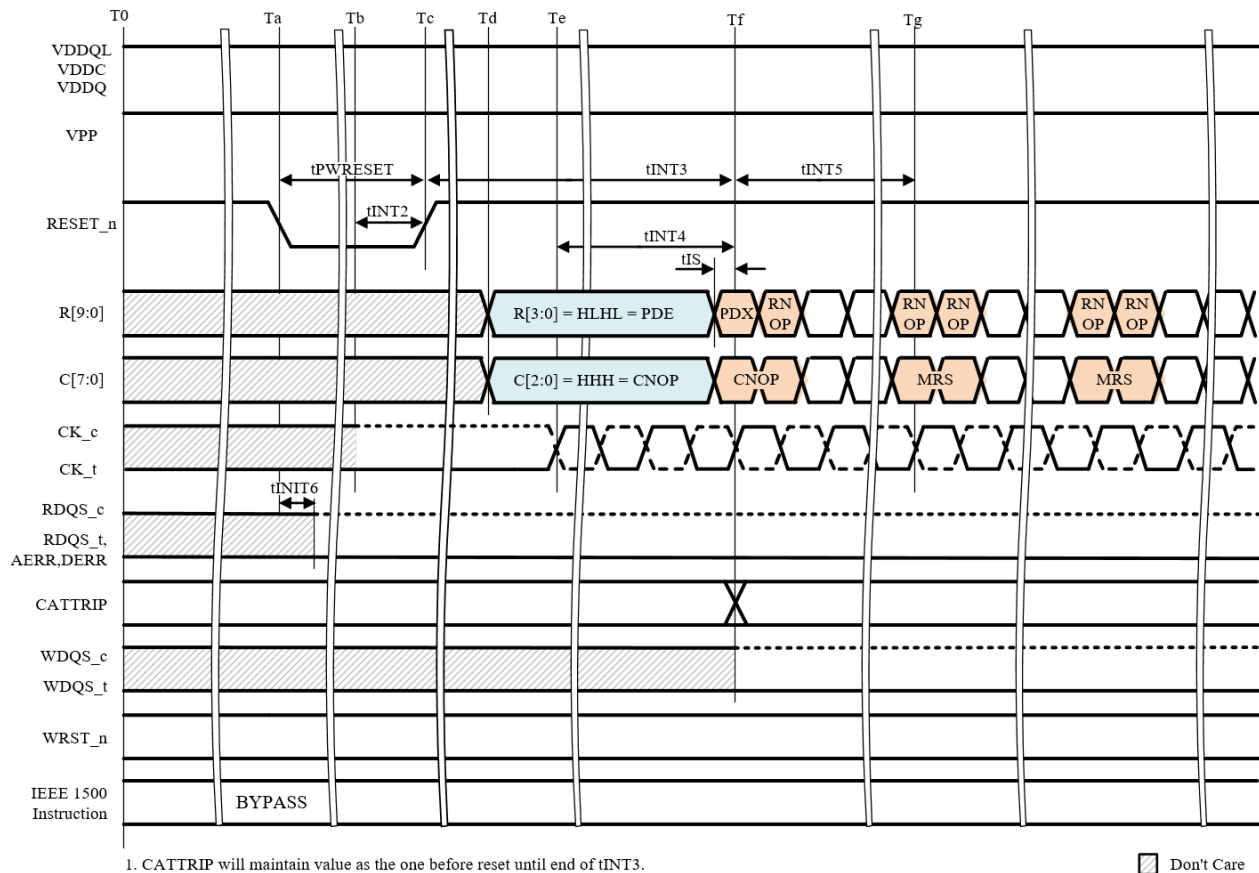 T0 Ta Tb Tc Td Te Tf Tg
VDDQL
VDDC
VDDQ
VPP
tPWRESET tINT3 tINT5
RESET_n tINT2
tINT4
tIS
R[9:0] R[3:0] = HLHL = PDE PDX RN OP RN OP RN OP RN OP RN OP
C[7:0] C[2:0] = HHH = CNOP CNOP MRS MRS
CK_c
CK_t
tINIT6
RDQS_c
RDQS_t,
AERR,DERR
CATTRIP
WDQS_c
WDQS_t
WRST_n
IEEE 1500
Instruction
BYPASS
1. CATTRIP will maintain value as the one before reset until end of tINT3.
Don't Care